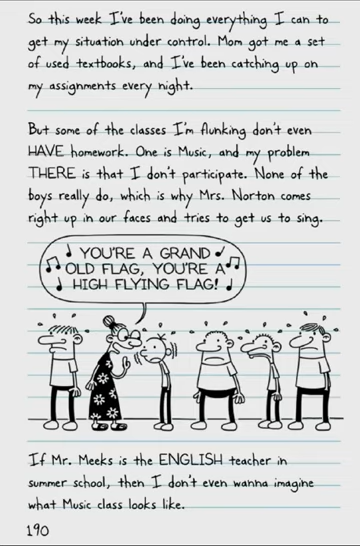 So this week I've been doing everything I can to
get my situation under control. Mom got me a set
of used textbooks, and I've been catching up on
my assignments every night.
But some of the classes I'm flunking don't even
HAVE homework. One is Music, and my problem
THERE is that I don't participate. None of the
boys really do, which is why Mrs. Norton comes
right up in our faces and tries to get us to sing.
YOU'RE A GRAND
OLD FLAG, YOU'RE A
HIGH FLYING FLAG!
If Mr. Meeks is the ENGLISH teacher in
summer school, then I don't even wanna imagine
what Music class looks like.
190